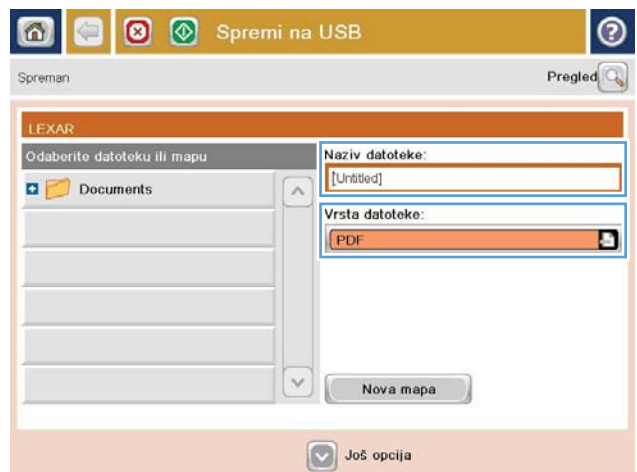 Spremi na USB
Spreman
Pregled
LEXAR
Odaberite datoteku ili mapu
Documents
Naziv datoteke:
[Untitled]
Vrsta datoteke:
PDF
Nova mapa
Još opcija